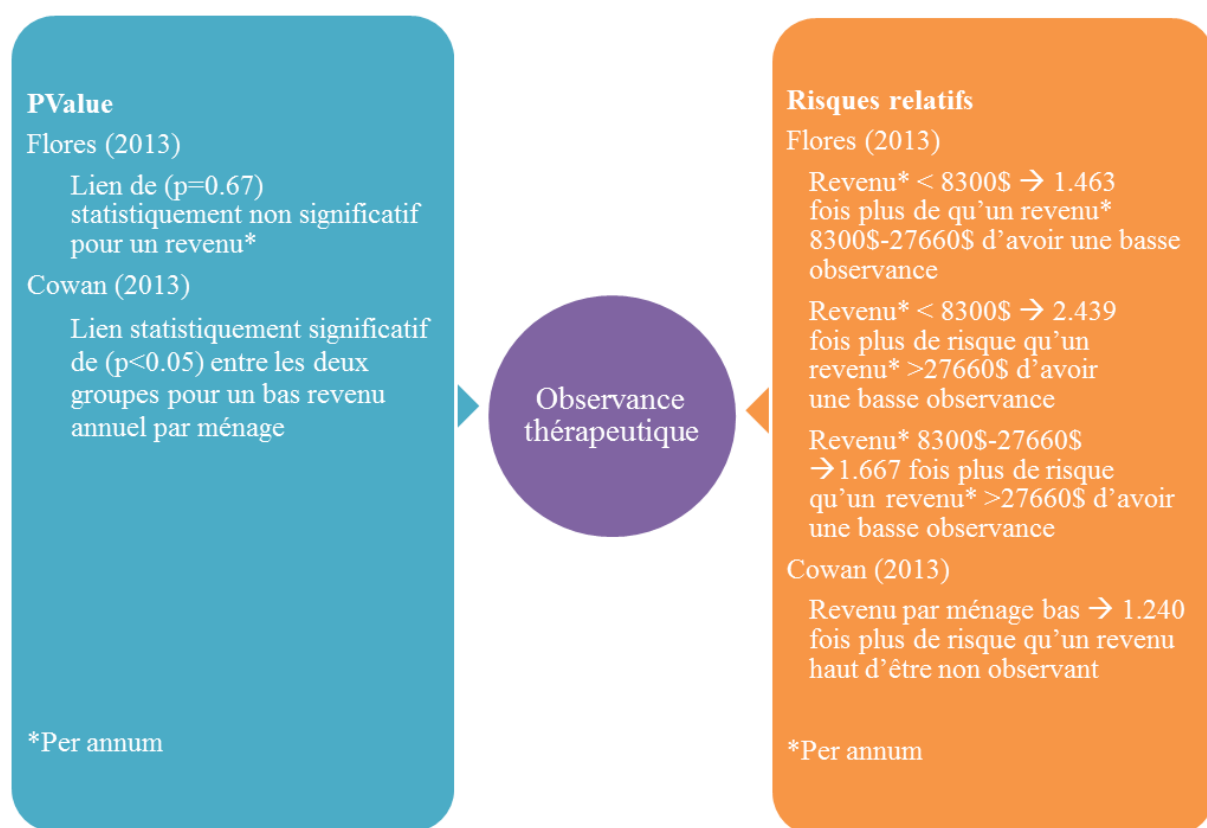 PValue
Flores (2013)
Lien de (p=0.67)
statistiquement non significatif
pour un revenu*
Cowan (2013)
Lien statistiquement significatif
de (p<0.05) entre les deux
groupes pour un bas revenu
annuel par ménage
*Per annum
Observance
thérapeutique
Risques relatifs
Flores (2013)
Revenu* < 8300$ → 1.463
fois plus de qu’un revenu*
8300$-27660$ d’avoir une basse
observance
Revenu* < 8300$ → 2.439
fois plus de risque qu’un
revenu* >27660$ d’avoir
une basse observance
Revenu* 8300$-27660$
→1.667 fois plus de risque
qu’un revenu* >27660$ d’avoir
une basse observance
Cowan (2013)
Revenu par ménage bas → 1.240
fois plus de risque qu’un revenu
haut d’être non observant
*Per annum